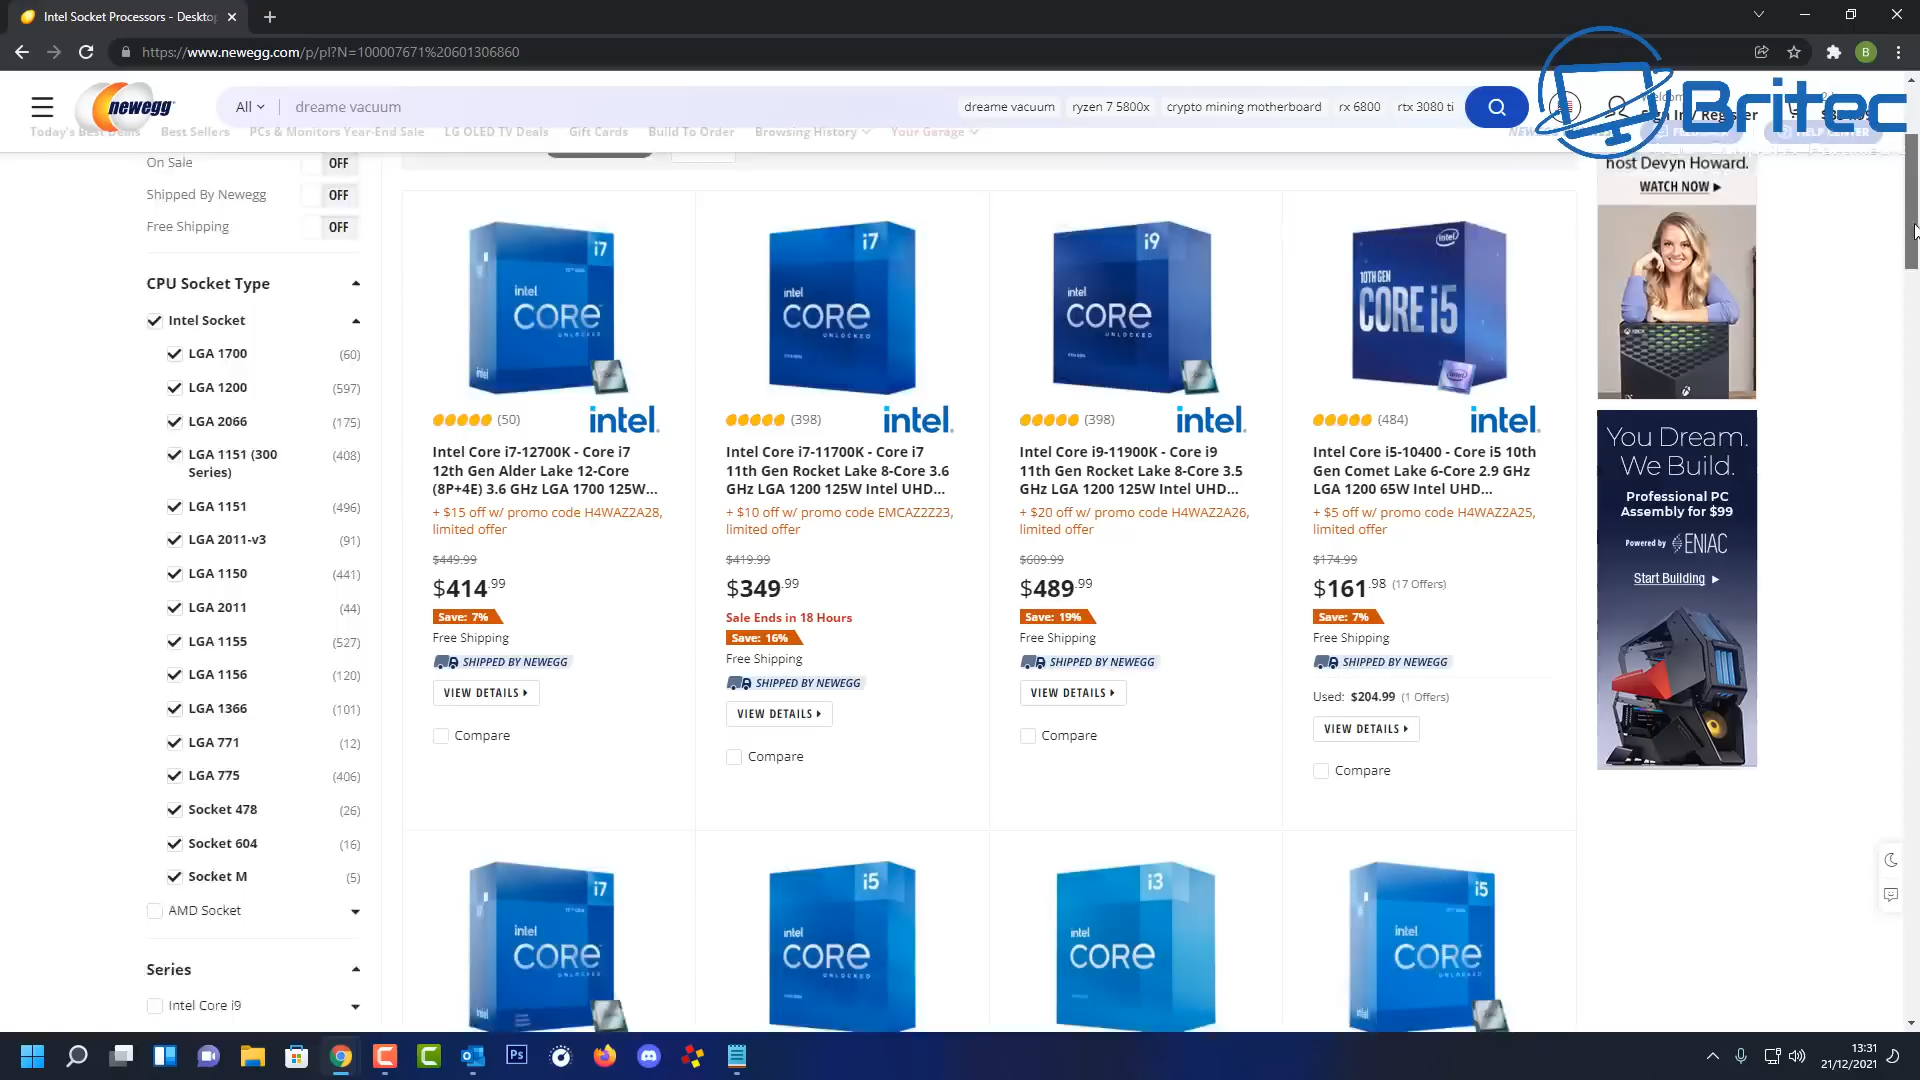 Intel Socket Processors - Desktop
https://www.newegg.com/p/pl?N=100007671%20601306860
B
newegg
All
dreame vacuum
dreame vacuum
ryzen 7 5800x
crypto mining motherboard
rx 6800
rtx 3080 ti
Sign in / Register
Britec
Today's Best Deals
Best Sellers
PCs & Monitors Year-End Sale
LG OLED TV Deals
Gift Cards
Build To Order
Browsing History
Your Garage
HELP CENTER
On Sale
OFF
Shipped By Newegg
OFF
Free Shipping
OFF
CPU Socket Type
Intel Socket
LGA 1700
(60)
LGA 1200
(597)
LGA 2066
(175)
LGA 1151 (300
Series)
(408)
LGA 1151
(496)
LGA 2011-v3
(91)
LGA 1150
(441)
LGA 2011
(44)
LGA 1155
(527)
LGA 1156
(120)
LGA 1366
(101)
LGA 771
(12)
LGA 775
(406)
Socket 478
(26)
Socket 604
(16)
Socket M
(5)
AMD Socket
Series
Intel Core i9
i7
intel
CORE
UNLOCKED
intel
(50)
intel.
Intel Core i7-12700K - Core i7
12th Gen Alder Lake 12-Core
(8P+4E) 3.6 GHz LGA 1700 125W...
+ $15 off w/ promo code H4WAZ2A28,
limited offer
$449.99
$414.99
Save: 7%
Free Shipping
SHIPPED BY NEWEGG
VIEW DETAILS
Compare
i7
intel
CORE
UNLOCKED
(398)
intel.
Intel Core i7-11700K - Core i7
11th Gen Rocket Lake 8-Core 3.6
GHz LGA 1200 125W Intel UHD...
+ $10 off w/ promo code EMCAZ2Z23,
limited offer
$419.99
$349.99
Sale Ends in 18 Hours
Save: 16%
Free Shipping
SHIPPED BY NEWEGG
VIEW DETAILS
Compare
i9
intel
CORE
UNLOCKED
(398)
intel.
Intel Core i9-11900K - Core i9
11th Gen Rocket Lake 8-Core 3.5
GHz LGA 1200 125W Intel UHD...
+ $20 off w/ promo code H4WAZ2A26,
limited offer
$609.99
$489.99
Save: 19%
Free Shipping
SHIPPED BY NEWEGG
VIEW DETAILS
Compare
intel
10TH GEN
CORE i5
intel
(484)
intel.
Intel Core i5-10400 - Core i5 10th
Gen Comet Lake 6-Core 2.9 GHz
LGA 1200 65W Intel UHD...
+ $5 off w/ promo code H4WAZ2A25,
limited offer
$174.99
$161.98 (17 Offers)
Save: 7%
Free Shipping
SHIPPED BY NEWEGG
Used: $204.99 (1 Offers)
VIEW DETAILS
Compare
i7
intel
CORE
UNLOCKED
i5
intel
CORE
UNLOCKED
i3
intel
CORE
i5
intel
CORE
UNLOCKED
host Devyn Howard.
WATCH NOW
XBOX
You Dream.
We Build.
Professional PC
Assembly for $99
Powered by ENIAC
Start Building
Ps
13:31
21/12/2021